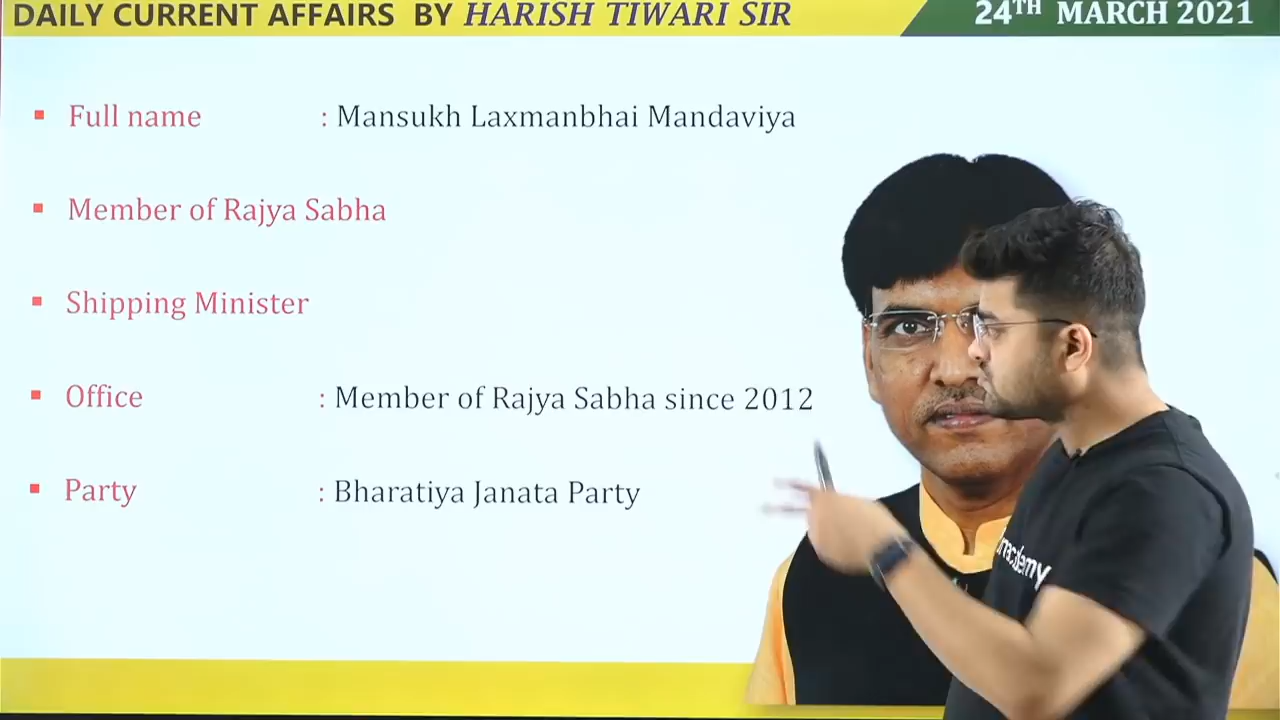 DAILY CURRENT AFFAIRS BY HARISH TIWARI SIR
24TH MARCH 2021
Full name : Mansukh Laxmanbhai Mandaviya
Member of Rajya Sabha
Shipping Minister
Office : Member of Rajya Sabha since 2012
Party : Bharatiya Janata Party